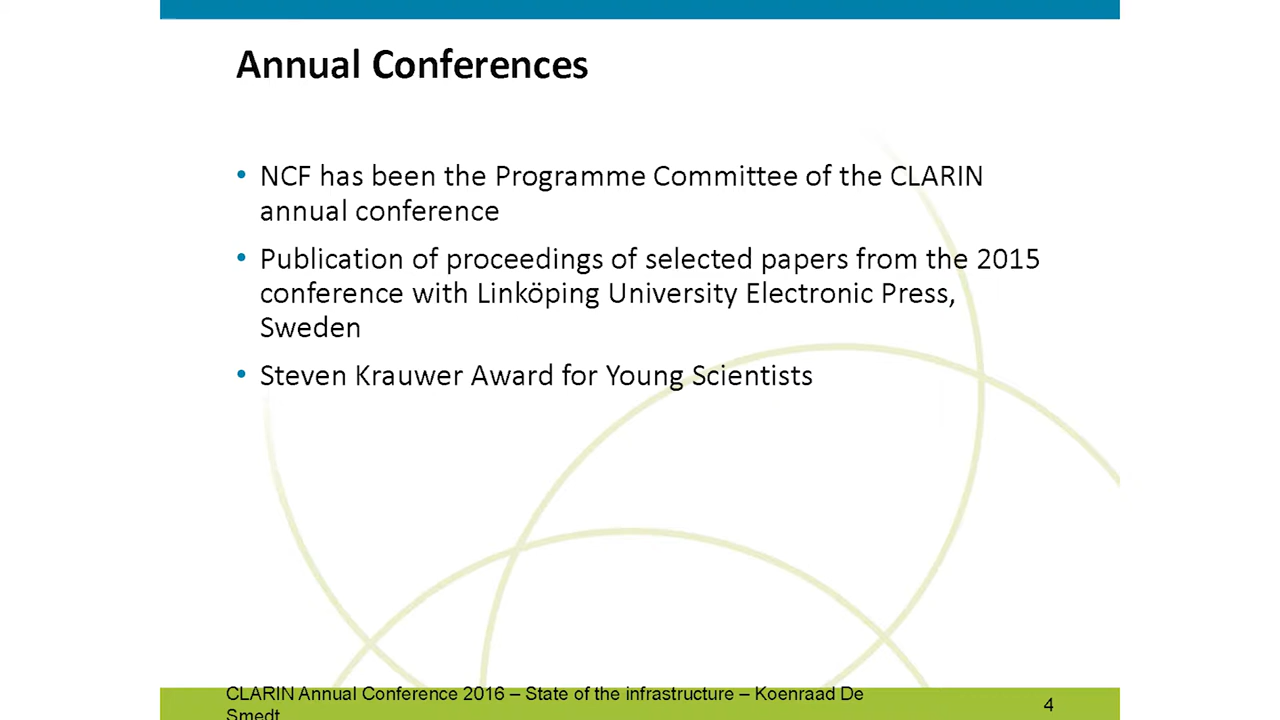 Annual Conferences
• NCF has been the Programme Committee of the CLARIN
annual conference
• Publication of proceedings of selected papers from the 2015
conference with Linköping University Electronic Press,
Sweden
• Steven Krauwer Award for Young Scientists
CLARIN Annual Conference 2016 – State of the infrastructure – Koenraad De
Smedt
4